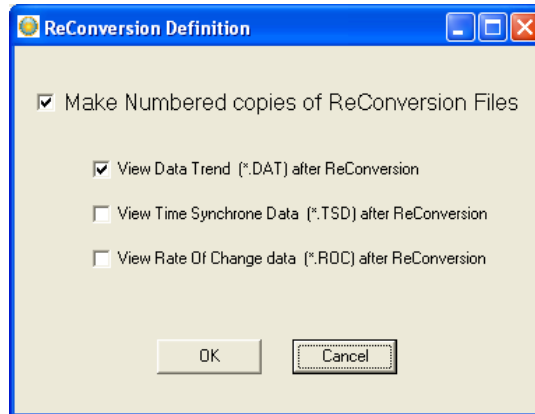 ReConversion Definition
Make Numbered copies of ReConversion Files
View Data Trend (*.DAT) after ReConversion
View Time Synchrone Data (*.TSD) after ReConversion
View Rate Of Change data (*.ROC) after ReConversion
OK Cancel